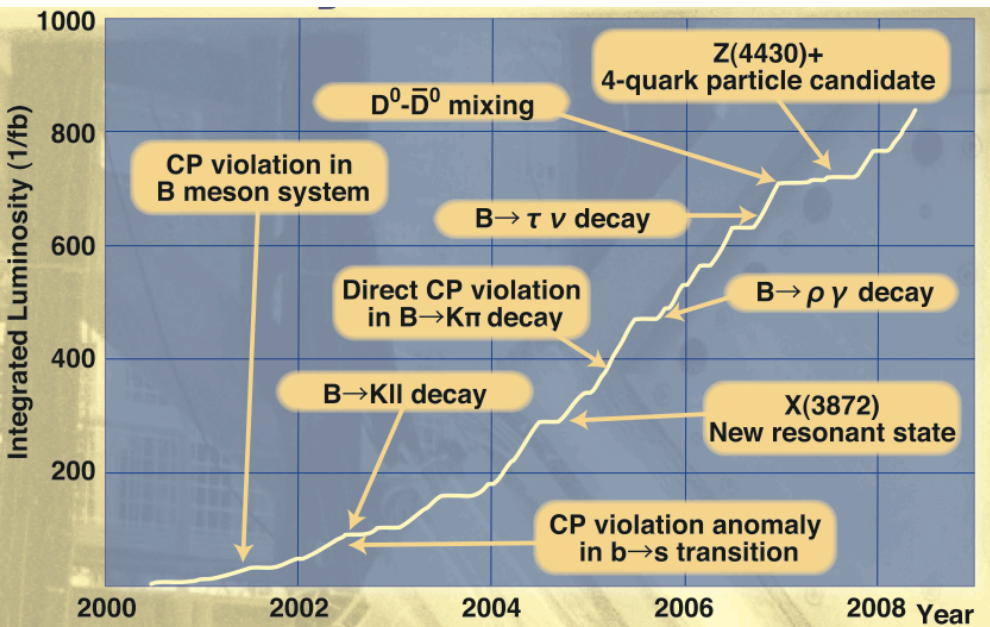 1000
800
600
400
200
Integrated Luminosity (1/fb)
Z(4430)+
4-quark particle candidate
D⁰-D̅⁰ mixing
CP violation in
B meson system
B→ τ ν decay
Direct CP violation
in B→Kπ decay
B→ ρ γ decay
B→Kll decay
X(3872)
New resonant state
CP violation anomaly
in b→s transition
2000 2002 2004 2006 2008 Year